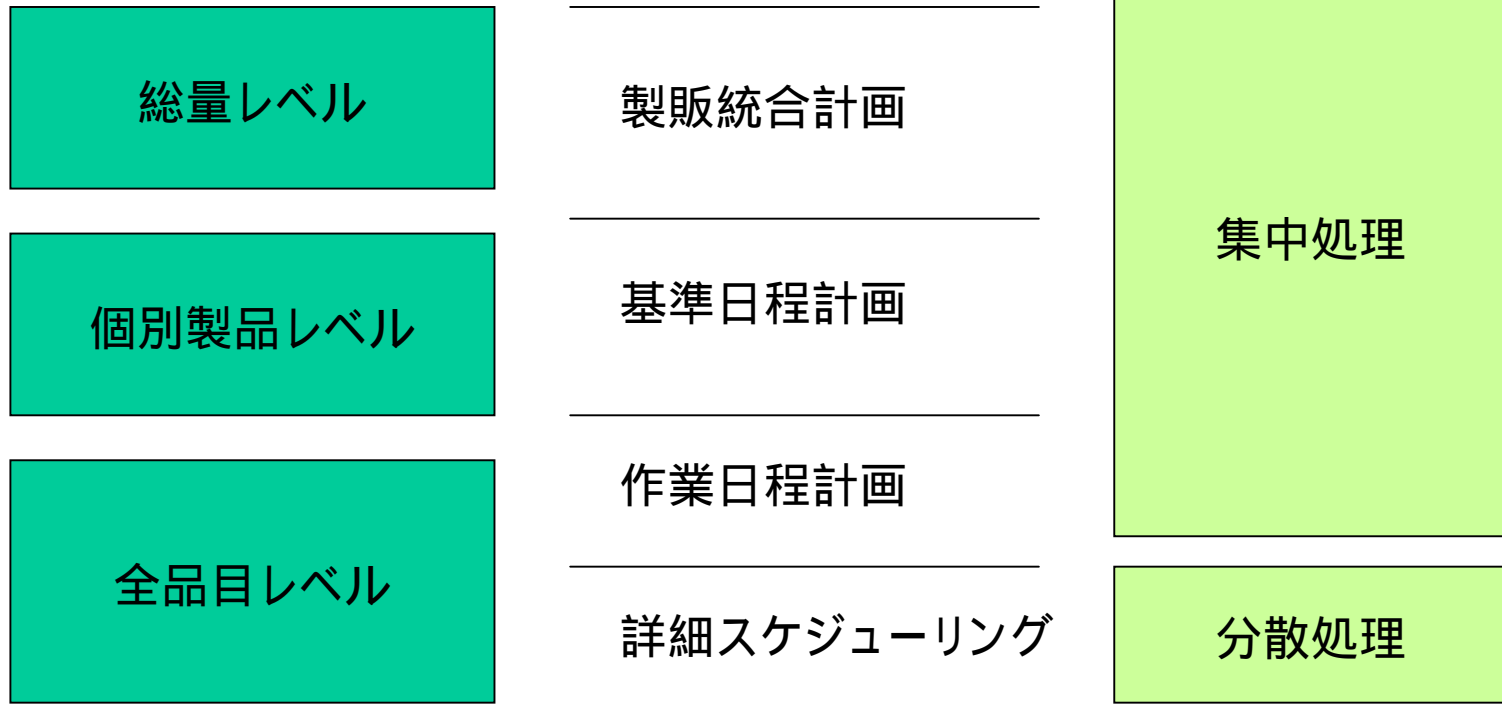 総量レベル
製販統合計画
集中処理
個別製品レベル
基準日程計画
作業日程計画
全品目レベル
詳細スケジューリング
分散処理